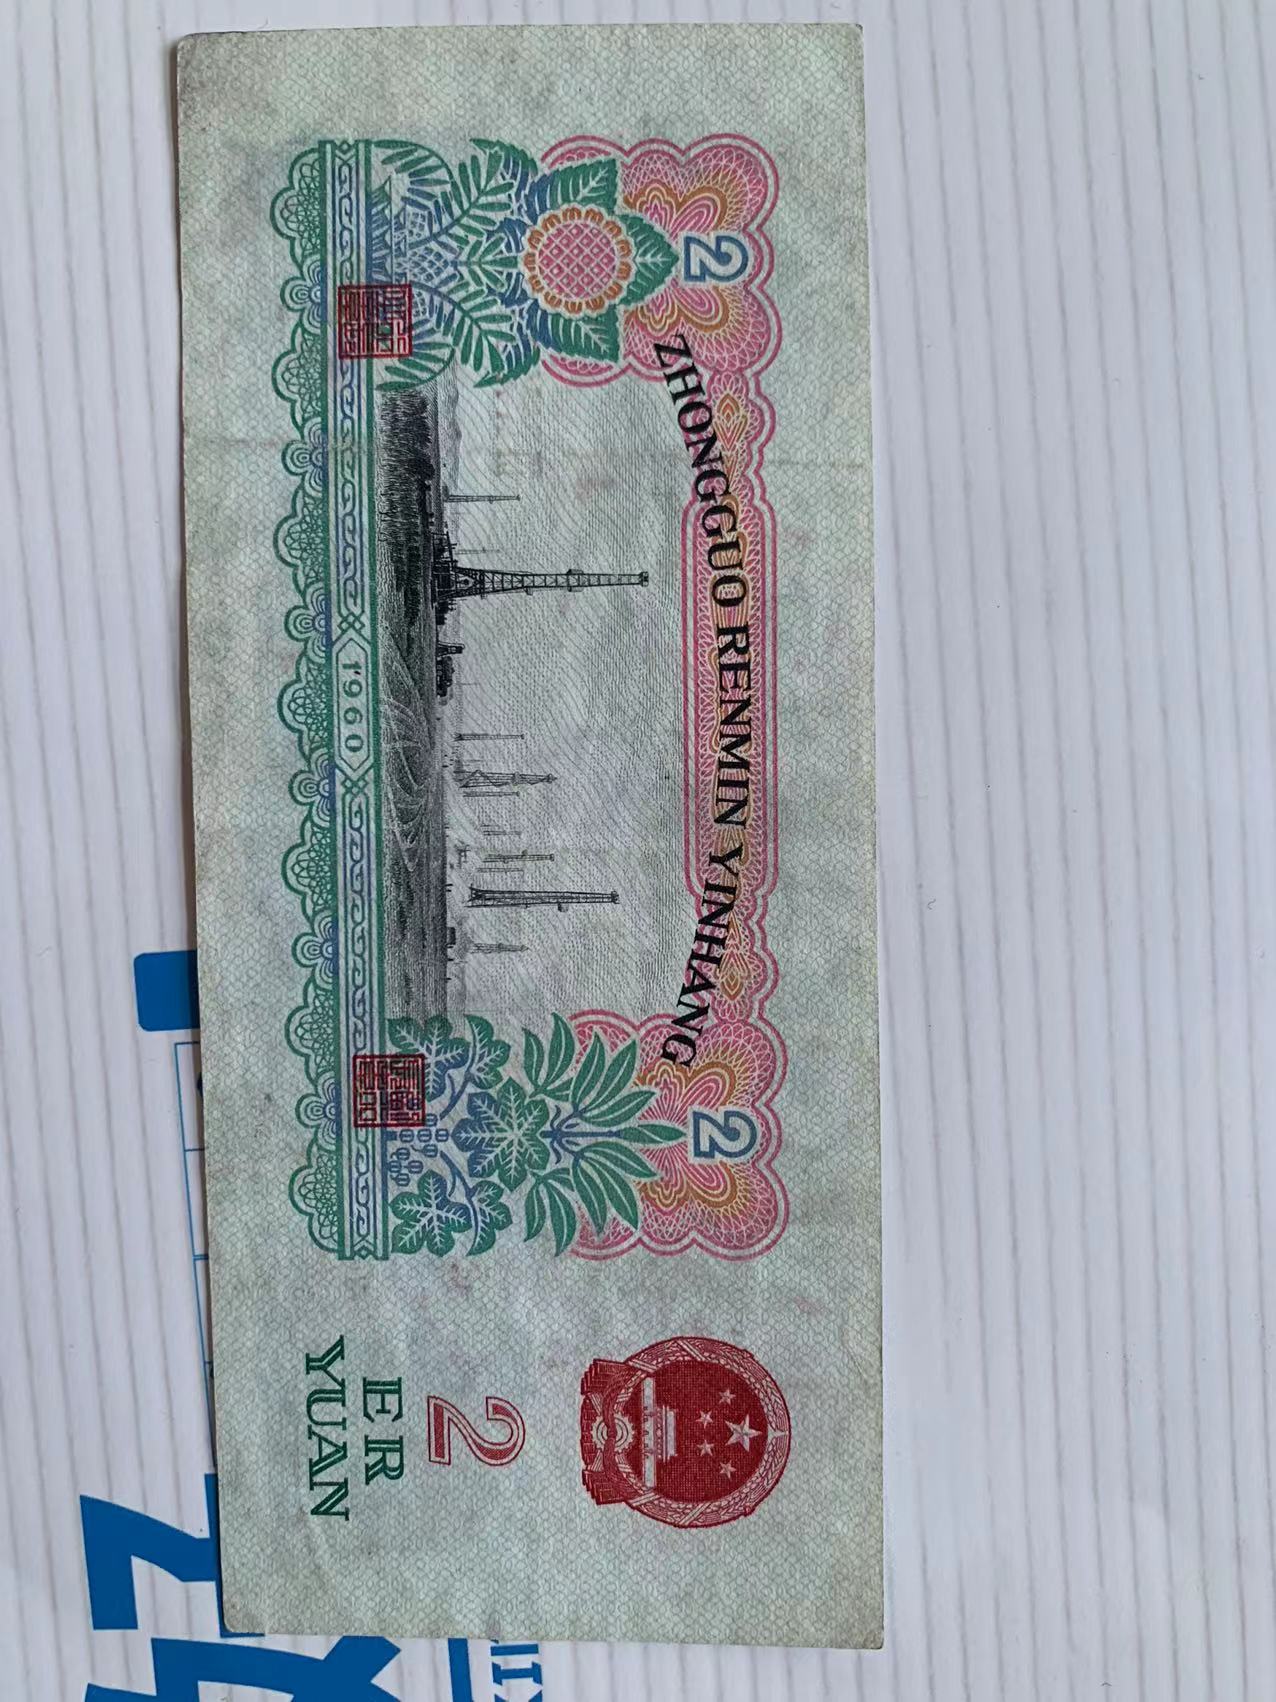 ZHONGGUO RENMIN YINHANG
2
2
1960
2
ER
YUAN